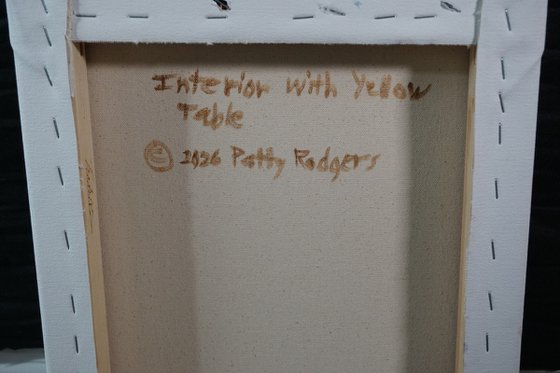 Interior with Yellow
Table
© 2026 Patty Rodgers